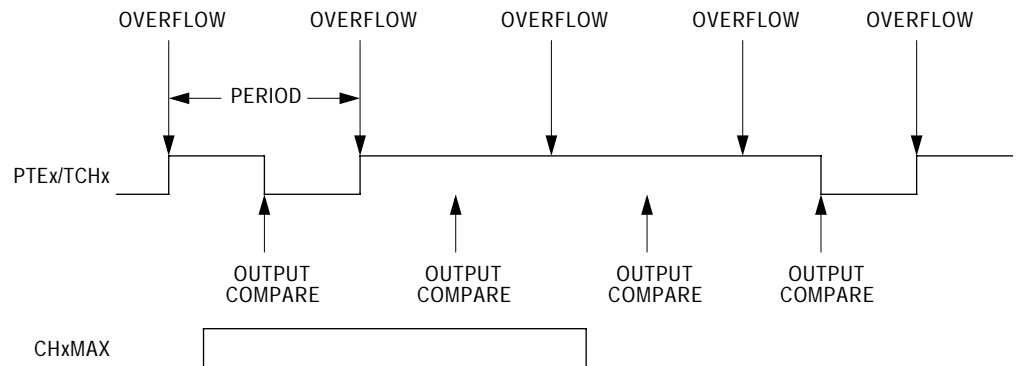 OVERFLOW OVERFLOW OVERFLOW OVERFLOW OVERFLOW
PERIOD
PTEx/TCHx
OUTPUT COMPARE
OUTPUT COMPARE
OUTPUT COMPARE
OUTPUT COMPARE
CHxMAX